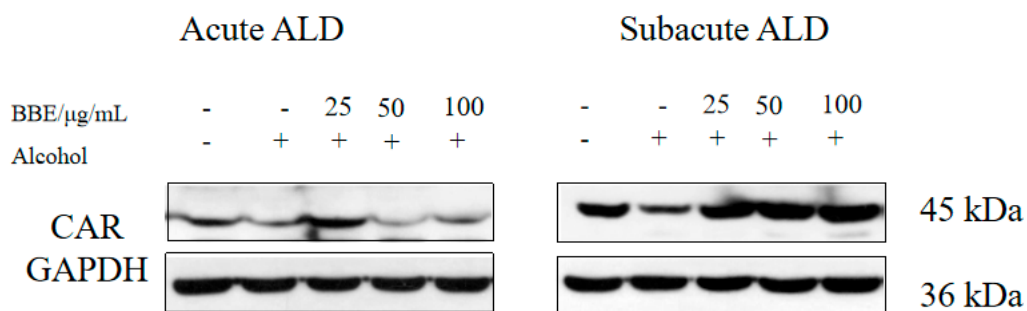 Acute ALD Subacute ALD
BBE/μg/mL - - 25 50 100 - - 25 50 100
Alcohol - + + + + - + + + +
CAR 45 kDa
GAPDH 36 kDa